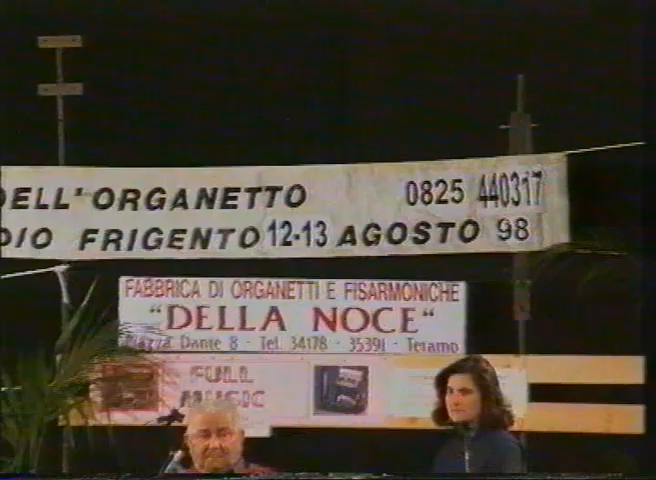 DELL'ORGANETTO 0825 440317
DIO FRIGENTO 12-13 AGOSTO 98
FABBRICA DI ORGANETTI E FISARMONICHE
"DELLA NOCE"
Piazza Dante 8 - Tel. 34178 - 35391 - Teramo
FULL
MUSIC